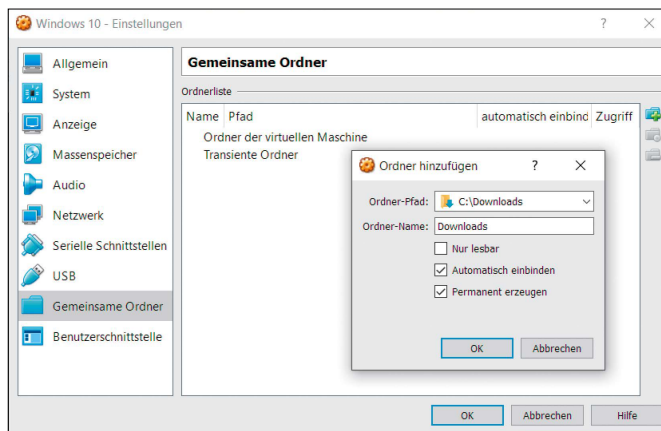 Windows 10 - Einstellungen ? ×
Allgemein
System
Anzeige
Massenspeicher
Audio
Netzwerk
Serielle Schnittstellen
USB
Gemeinsame Ordner
Benutzerschnittstelle
Gemeinsame Ordner
Ordnerliste
Name Pfad automatisch einbind Zugriff
Ordner der virtuellen Maschine
Transiente Ordner
Ordner hinzufügen ? ×
Ordner-Pfad: C:\Downloads
Ordner-Name: Downloads
Nur lesbar
Automatisch einbinden
Permanent erzeugen
OK Abbrechen
OK Abbrechen Hilfe